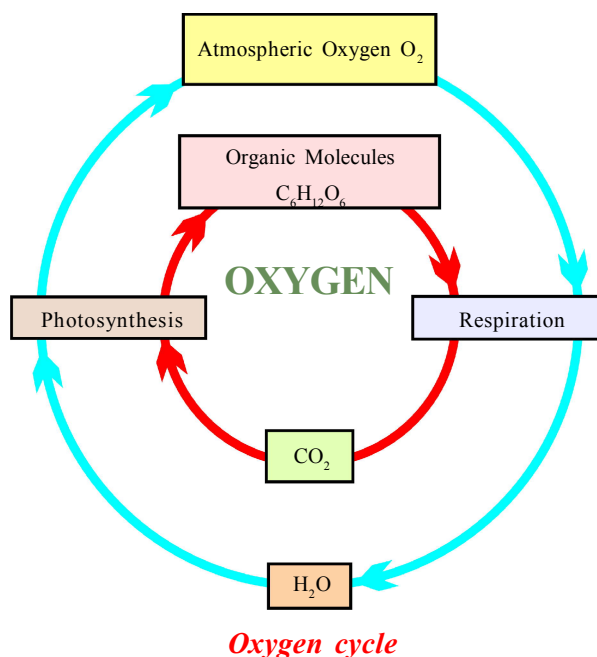 Atmospheric Oxygen O₂
Organic Molecules
C₆H₁₂O₆
OXYGEN
Photosynthesis
Respiration
CO₂
H₂O
Oxygen cycle